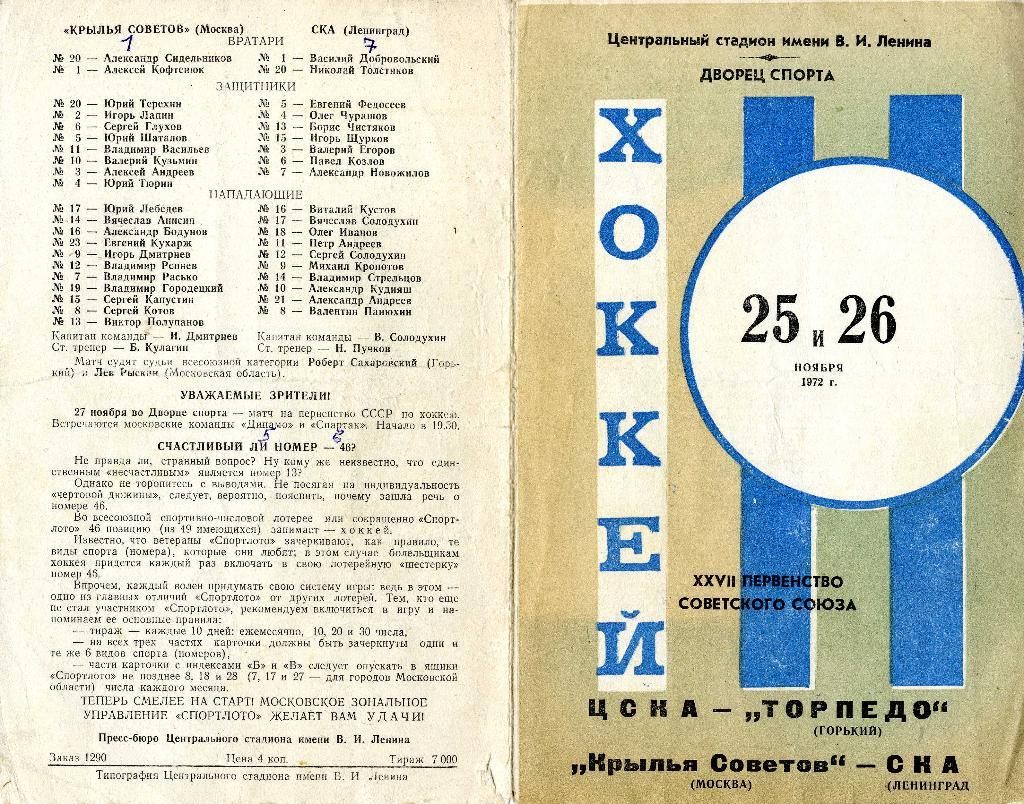 «КРЫЛЬЯ СОВЕТОВ» (Москва) СКА (Ленинград)
1 7
ВРАТАРИ
№ 20 — Александр Сидельников № 1 — Василий Добровольский
№ 1 — Алексей Кофтенюк № 20 — Николай Толстиков
ЗАЩИТНИКИ
№ 20 — Юрий Терехин № 5 — Евгений Федосеев
№ 2 — Игорь Лапин № 4 — Олег Чурашов
№ 6 — Сергей Глухов № 13 — Борис Чистяков
№ 5 — Юрий Шаталов № 15 — Игорь Щурков
№ 11 — Владимир Васильев № 3 — Валерий Егоров
№ 10 — Валерий Кузьмин № 6 — Павел Козлов
№ 3 — Алексей Андреев № 7 — Александр Новожилов
№ 4 — Юрий Тюрин
НАПАДАЮЩИЕ
№ 17 — Юрий Лебедев № 16 — Виталий Кустов
№ 14 — Вячеслав Анисин № 17 — Вячеслав Солодухин
№ 16 — Александр Бодунов № 18 — Олег Иванов
№ 23 — Евгений Кухарж № 11 — Петр Андреев
№ 9 — Игорь Дмитриев № 12 — Сергей Солодухин
№ 12 — Владимир Репнев № 9 — Михаил Кропотов
№ 7 — Владимир Расько № 14 — Владимир Стрельцов
№ 19 — Владимир Городецкий № 10 — Александр Кудияш
№ 15 — Сергей Капустин № 21 — Александр Андреев
№ 8 — Сергей Котов № 8 — Валентин Панюхин
№ 13 — Виктор Полупанов
Капитан команды — И. Дмитриев Капитан команды — В. Солодухин
Ст. тренер — Б. Кулагин Ст. тренер — Н. Пучков
Матч судят судьи всесоюзной категории Роберт Сахаровский (Горь-
кий) и Лев Рыскин (Московская область).
УВАЖАЕМЫЕ ЗРИТЕЛИ!
27 ноября во Дворце спорта — матч на первенство СССР по хоккею.
Встречаются московские команды «Динамо» и «Спартак». Начало в 19.30.
5 6
СЧАСТЛИВЫЙ ЛИ НОМЕР — 46?
Не правда ли, странный вопрос? Ну кому же неизвестно, что един-
ственным «несчастливым» является номер 13?
Однако не торопитесь с выводами. Не посягая на индивидуальность
«чертовой дюжины», следует, вероятно, пояснить, почему зашла речь о
номере 46.
Во всесоюзной спортивно-числовой лотерее или сокращенно «Спорт-
лото» 46 позицию (из 49 имеющихся) занимает — хоккей.
Известно, что ветераны «Спортлото» зачеркивают, как правило, те
виды спорта (номера), которые они любят; в этом случае болельщикам
хоккея придется каждый раз включать в свою лотерейную «шестерку»
номер 46.
Впрочем, каждый волен придумать свою систему игры: ведь в этом —
одно из главных отличий «Спортлото» от других лотерей. Тем, кто еще
не стал участником «Спортлото», рекомендуем включиться в игру и на-
поминаем ее основные правила:
— тираж — каждые 10 дней: ежемесячно, 10, 20 и 30 числа,
— на всех трех частях карточки должны быть зачеркнуты одни и
те же 6 видов спорта (номеров),
— части карточки с индексами «Б» и «В» следует опускать в ящики
«Спортлото» не позднее 8, 18 и 28 (7, 17 и 27 — для городов Московской
области) числа каждого месяца.
ТЕПЕРЬ СМЕЛЕЕ НА СТАРТ! МОСКОВСКОЕ ЗОНАЛЬНОЕ
УПРАВЛЕНИЕ «СПОРТЛОТО» ЖЕЛАЕТ ВАМ УДАЧИ!
Пресс-бюро Центрального стадиона имени В. И. Ленина
Заказ 1290 Цена 4 коп. Тираж 7 000
Типография Центрального стадиона имени В. И. Ленина
Центральный стадион имени В. И. Ленина
ДВОРЕЦ СПОРТА
ХОККЕЙ
25 и 26
НОЯБРЯ
1972 г.
XXVII ПЕРВЕНСТВО
СОВЕТСКОГО СОЮЗА
ЦСКА — „ТОРПЕДО“
(ГОРЬКИЙ)
„Крылья Советов“ — СКА
(МОСКВА) (ЛЕНИНГРАД